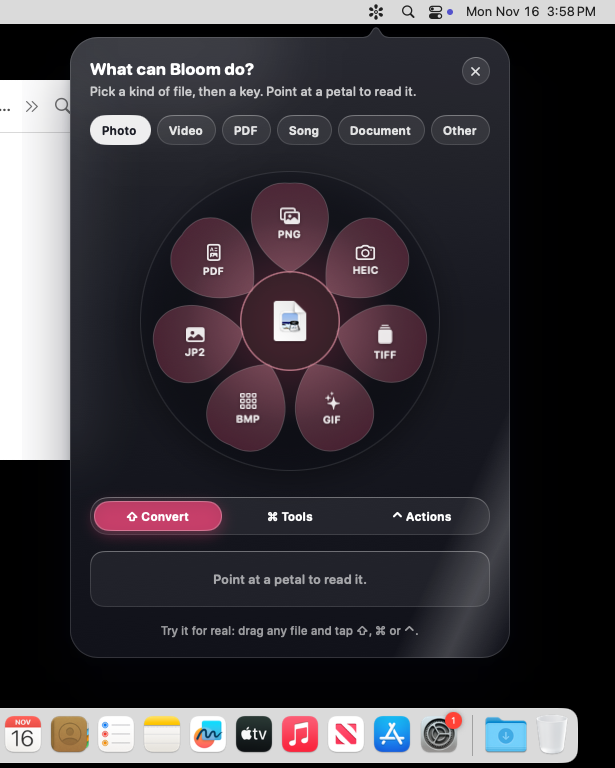 Mon Nov 16 3:58 PM
...
What can Bloom do?
Pick a kind of file, then a key. Point at a petal to read it.
Photo Video PDF Song Document Other
PNG
PDF HEIC
JP2 TIFF
BMP GIF
⇧ Convert ⌘ Tools ⌃ Actions
Point at a petal to read it.
Try it for real: drag any file and tap ⇧, ⌘ or ⌃.
NOV
16
tv
1